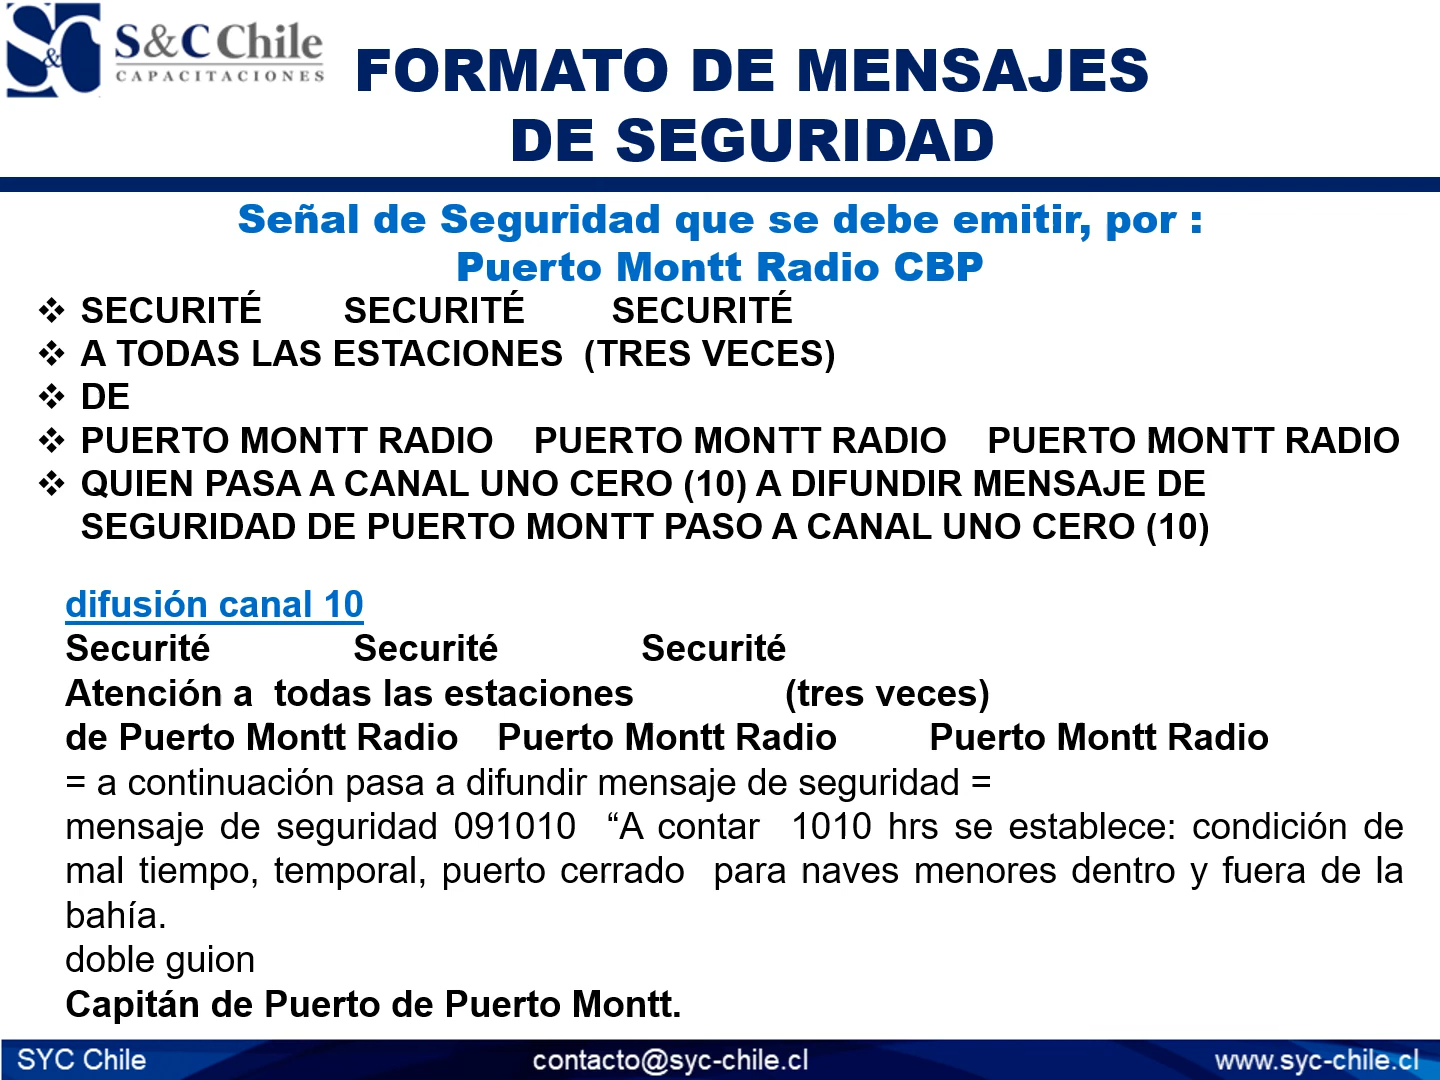 S&C S&C Chile
CAPACITACIONES
FORMATO DE MENSAJES
DE SEGURIDAD
Señal de Seguridad que se debe emitir, por :
Puerto Montt Radio CBP
❖ SECURITÉ SECURITÉ SECURITÉ
❖ A TODAS LAS ESTACIONES (TRES VECES)
❖ DE
❖ PUERTO MONTT RADIO PUERTO MONTT RADIO PUERTO MONTT RADIO
❖ QUIEN PASA A CANAL UNO CERO (10) A DIFUNDIR MENSAJE DE
SEGURIDAD DE PUERTO MONTT PASO A CANAL UNO CERO (10)
difusión canal 10
Securité Securité Securité
Atención a todas las estaciones (tres veces)
de Puerto Montt Radio Puerto Montt Radio Puerto Montt Radio
= a continuación pasa a difundir mensaje de seguridad =
mensaje de seguridad 091010 “A contar 1010 hrs se establece: condición de
mal tiempo, temporal, puerto cerrado para naves menores dentro y fuera de la
bahía.
doble guion
Capitán de Puerto de Puerto Montt.
SYC Chile contacto@syc-chile.cl www.syc-chile.cl